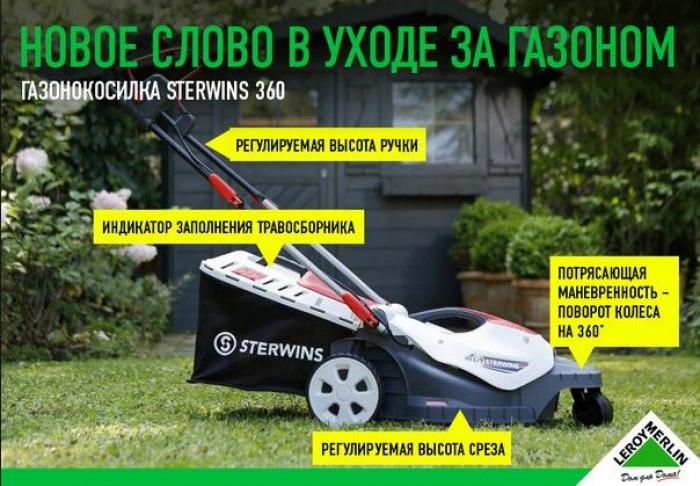 НОВОЕ СЛОВО В УХОДЕ ЗА ГАЗОНОМ
ГАЗОНОКОСИЛКА STERWINS 360
РЕГУЛИРУЕМАЯ ВЫСОТА РУЧКИ
ИНДИКАТОР ЗАПОЛНЕНИЯ ТРАВОСБОРНИКА
ПОТРЯСАЮЩАЯ
МАНЕВРЕННОСТЬ –
ПОВОРОТ КОЛЕСА
НА 360°
STERWINS
STERWINS
РЕГУЛИРУЕМАЯ ВЫСОТА СРЕЗА
LEROY MERLIN
Дом для Дома!